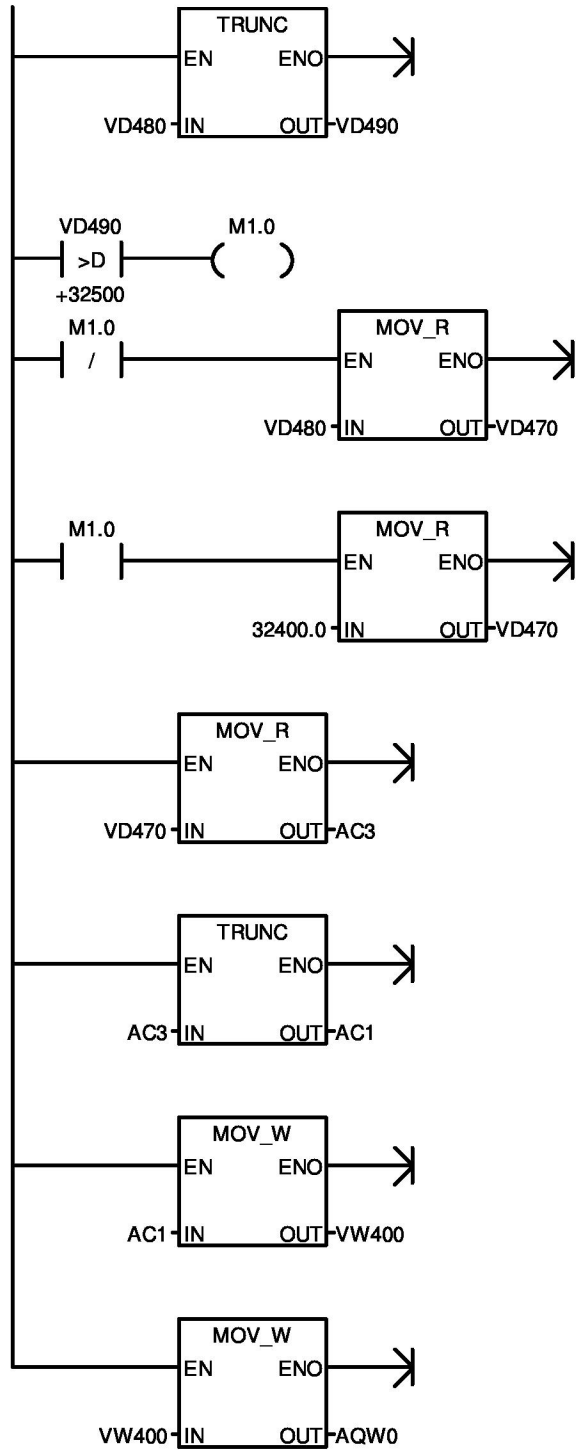 TRUNC
EN ENO
VD480 IN OUT VD490
VD490 M1.0
>D
+32500
M1.0 MOV_R
/ EN ENO
VD480 IN OUT VD470
M1.0 MOV_R
EN ENO
32400.0 IN OUT VD470
MOV_R
EN ENO
VD470 IN OUT AC3
TRUNC
EN ENO
AC3 IN OUT AC1
MOV_W
EN ENO
AC1 IN OUT VW400
MOV_W
EN ENO
VW400 IN OUT AQW0